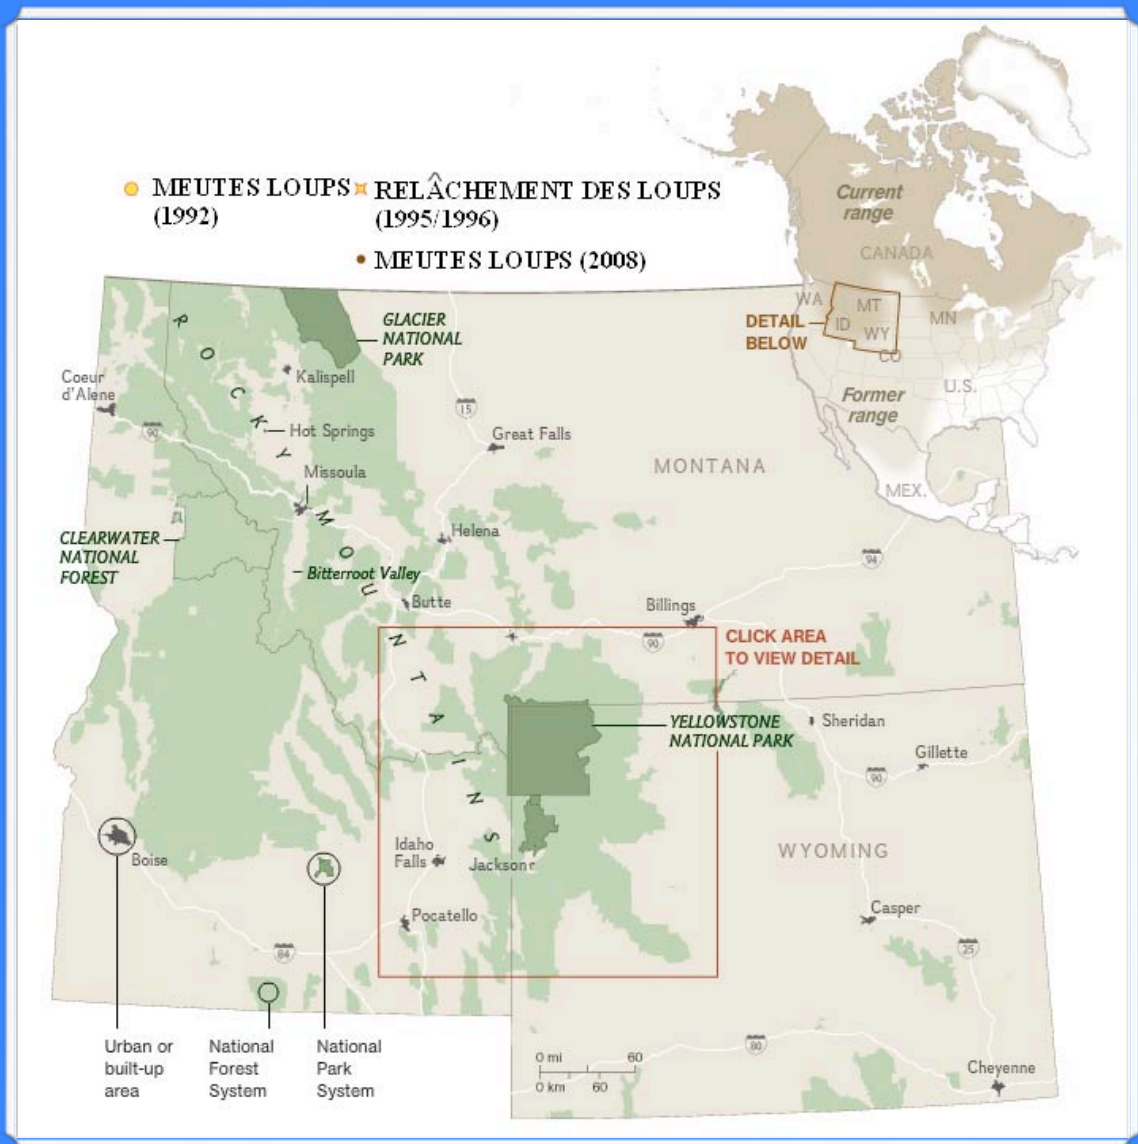 MEUTES LOUPS
(1992)
RELÂCHEMENT DES LOUPS
(1995/1996)
MEUTES LOUPS (2008)
Current
range
CANADA
WA
MT
ID
WY
MN
CO
DETAIL
BELOW
U.S.
Former
range
MEX.
GLACIER
NATIONAL
PARK
ROCKY MOUNTAINS
Coeur
d'Alene
Kalispell
15
90
Hot Springs
Great Falls
Missoula
MONTANA
CLEARWATER
NATIONAL
FOREST
Helena
Bitterroot Valley
94
Butte
Billings
90
CLICK AREA
TO VIEW DETAIL
YELLOWSTONE
NATIONAL PARK
Sheridan
Gillette
90
Boise
Idaho
Falls
Jackson
WYOMING
Pocatello
Casper
84
25
Urban or
built-up
area
National
Forest
System
National
Park
System
0 mi 60
0 km 60
80
Cheyenne